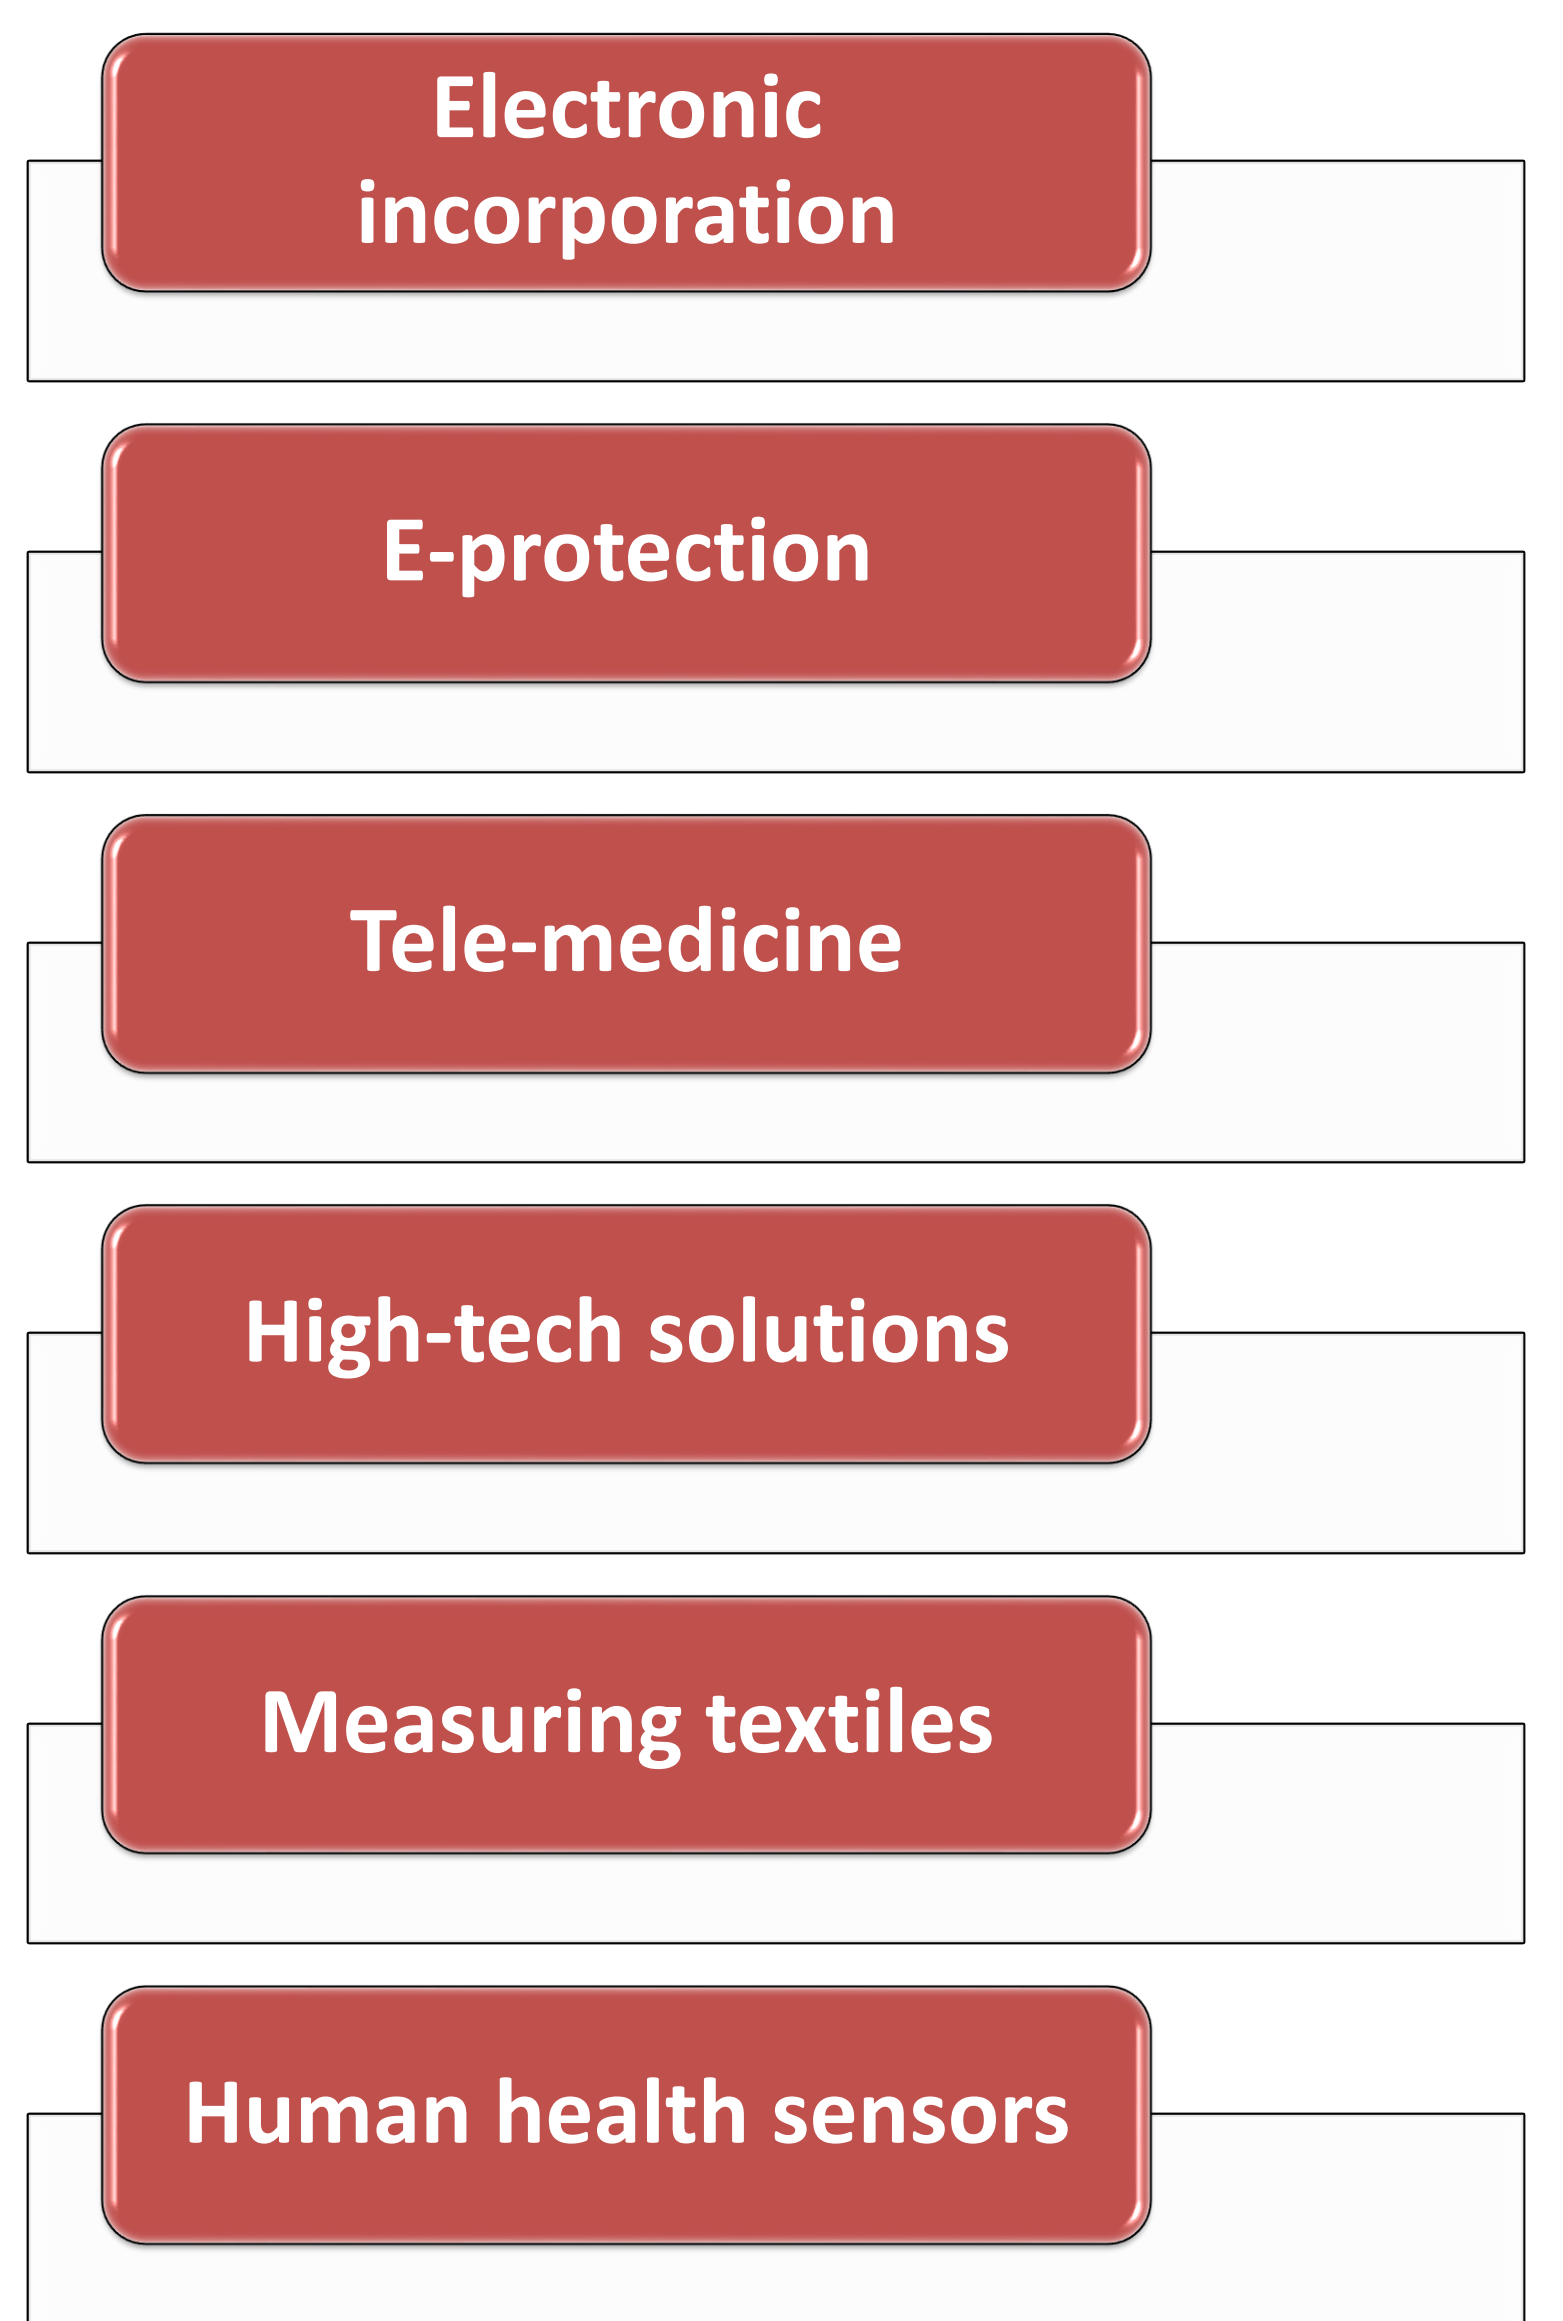 Electronic
incorporation
E-protection
Tele-medicine
High-tech solutions
Measuring textiles
Human health sensors